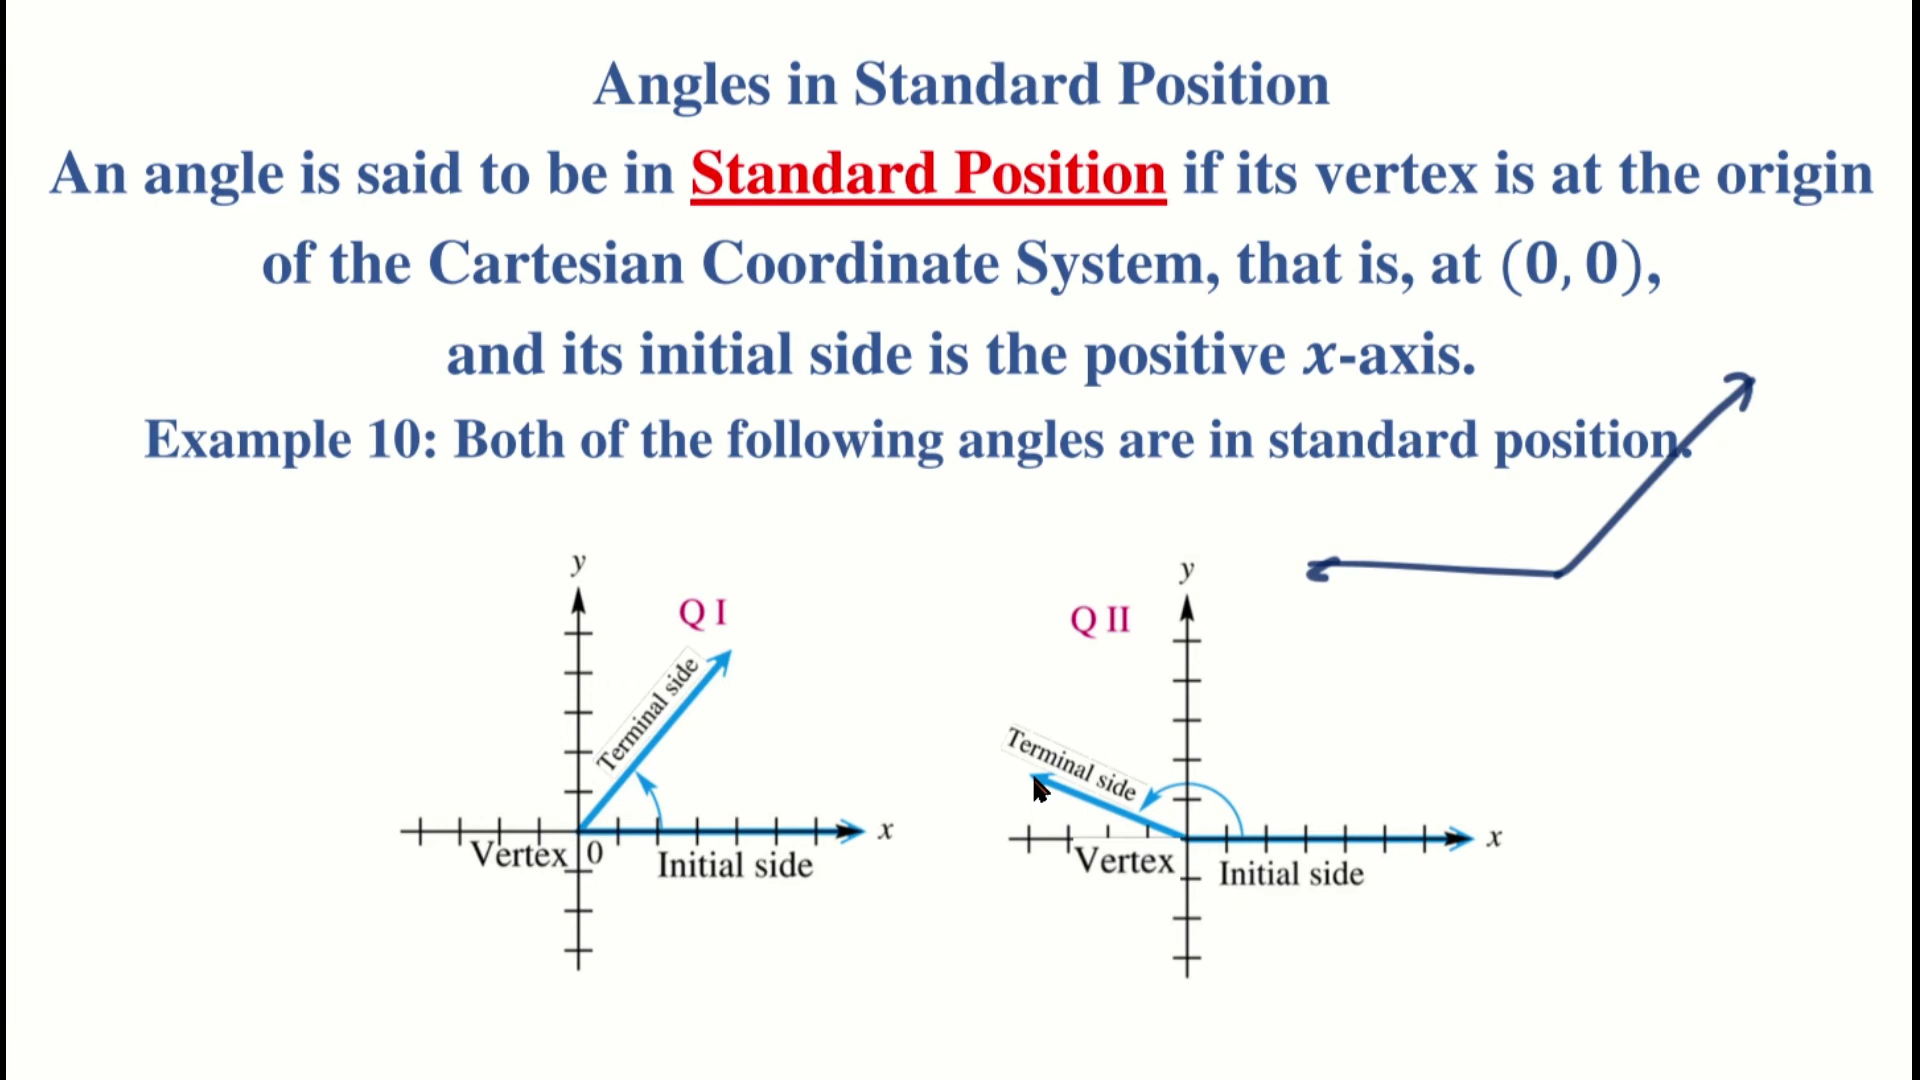 Angles in Standard Position
An angle is said to be in Standard Position if its vertex is at the origin
of the Cartesian Coordinate System, that is, at (0, 0),
and its initial side is the positive x-axis.
Example 10: Both of the following angles are in standard position.
y
Q I
Terminal side
x
Vertex 0
Initial side
y
Q II
Terminal side
x
Vertex
Initial side